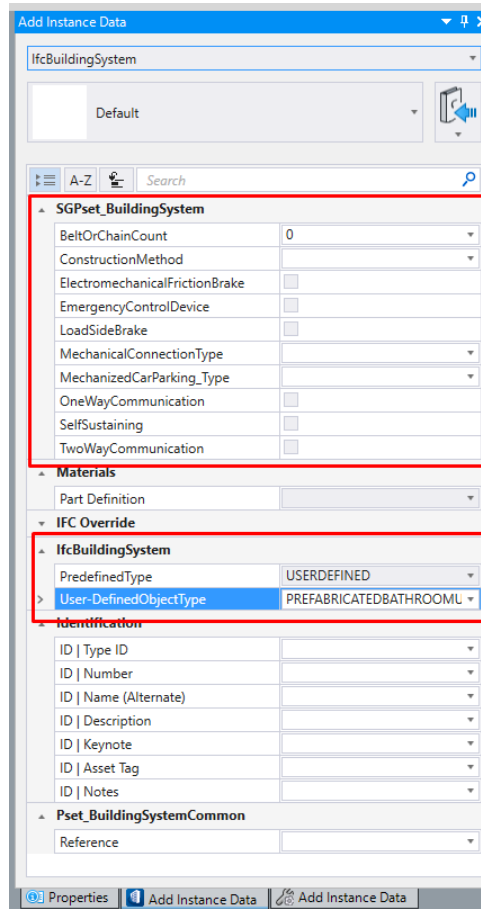 Add Instance Data
IfcBuildingSystem
Default
A-Z Search
SGPset_BuildingSystem
BeltOrChainCount 0
ConstructionMethod
ElectromechanicalFrictionBrake
EmergencyControlDevice
LoadSideBrake
MechanicalConnectionType
MechanizedCarParking_Type
OneWayCommunication
SelfSustaining
TwoWayCommunication
Materials
Part Definition
IFC Override
IfcBuildingSystem
PredefinedType USERDEFINED
User-DefinedObjectType PREFABRICATEDBATHROOMU
Identification
ID | Type ID
ID | Number
ID | Name (Alternate)
ID | Description
ID | Keynote
ID | Asset Tag
ID | Notes
Pset_BuildingSystemCommon
Reference
Properties Add Instance Data Add Instance Data